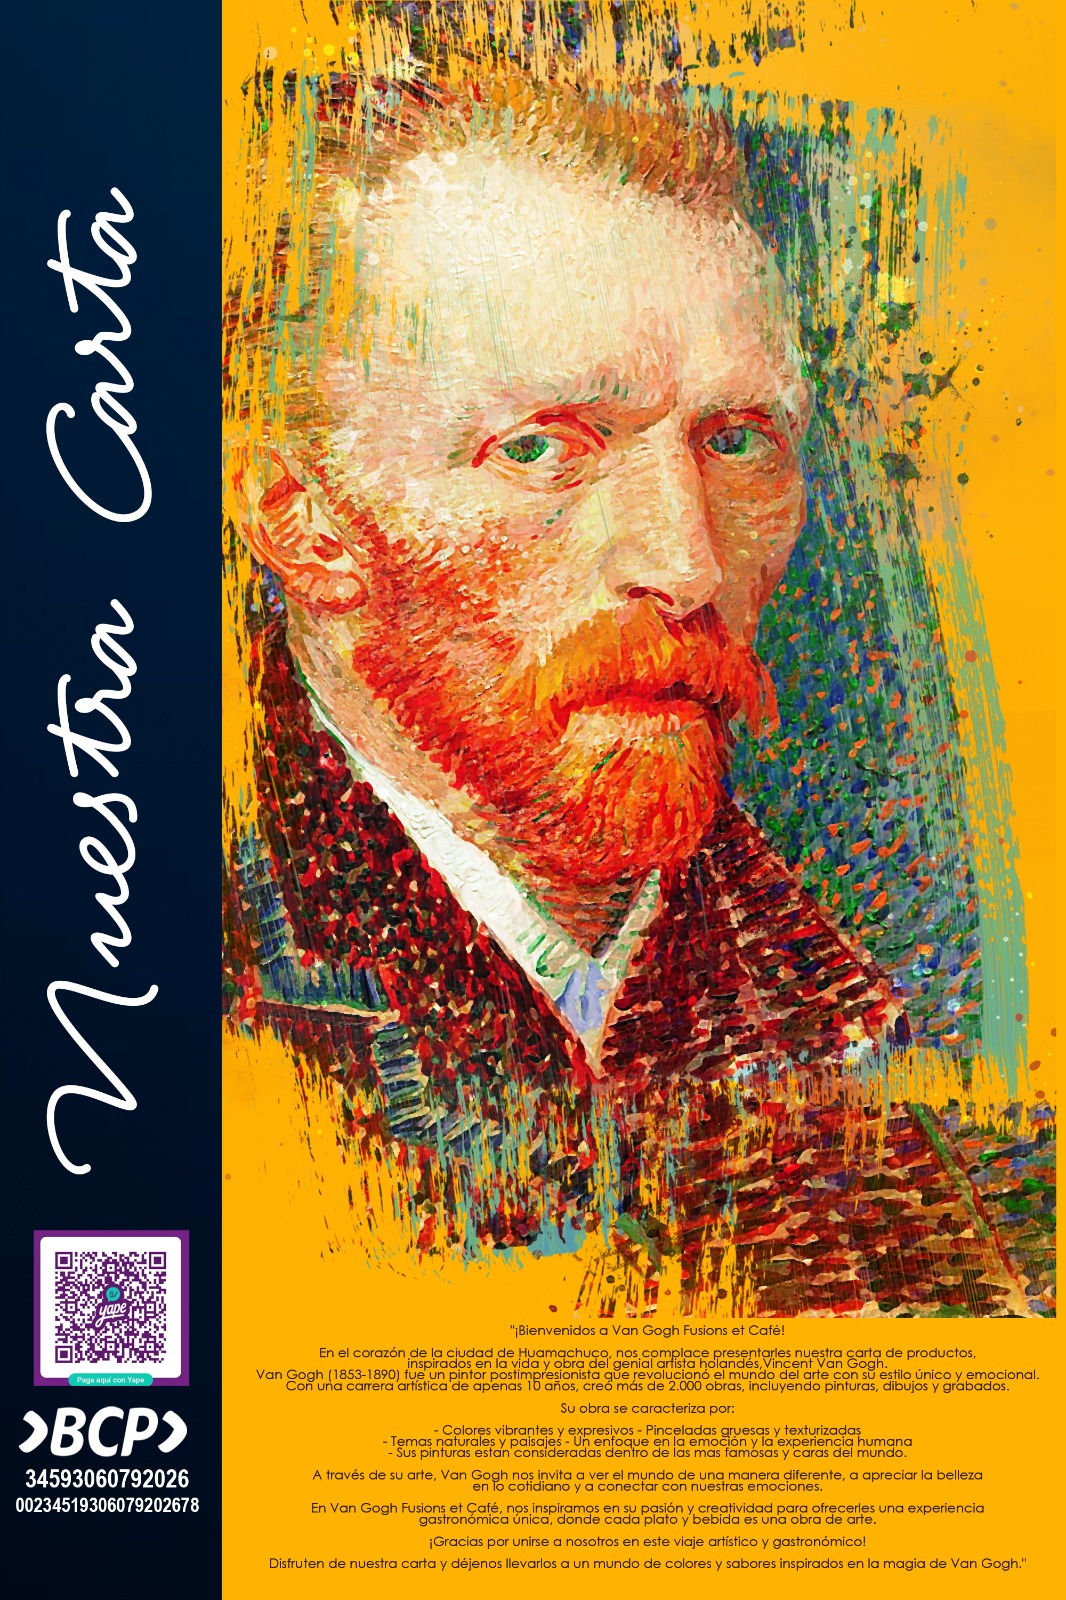 Nuestra Carta
yape
Paga aquí con Yape
BCP
34593060792026
00234519306079202678
"¡Bienvenidos a Van Gogh Fusions et Café!
En el corazón de la ciudad de Huamachuco, nos complace presentarles nuestra carta de productos,
inspirados en la vida y obra del genial artista holandés,Vincent Van Gogh.
Van Gogh (1853-1890) fue un pintor postimpresionista que revolucionó el mundo del arte con su estilo único y emocional.
Con una carrera artística de apenas 10 años, creó más de 2.000 obras, incluyendo pinturas, dibujos y grabados.
Su obra se caracteriza por:
- Colores vibrantes y expresivos - Pinceladas gruesas y texturizadas
- Temas naturales y paisajes - Un enfoque en la emoción y la experiencia humana
- Sus pinturas estan consideradas dentro de las mas famosas y caras del mundo.
A través de su arte, Van Gogh nos invita a ver el mundo de una manera diferente, a apreciar la belleza
en lo cotidiano y a conectar con nuestras emociones.
En Van Gogh Fusions et Café, nos inspiramos en su pasión y creatividad para ofrecerles una experiencia
gastronómica única, donde cada plato y bebida es una obra de arte.
¡Gracias por unirse a nosotros en este viaje artístico y gastronómico!
Disfruten de nuestra carta y déjenos llevarlos a un mundo de colores y sabores inspirados en la magia de Van Gogh."